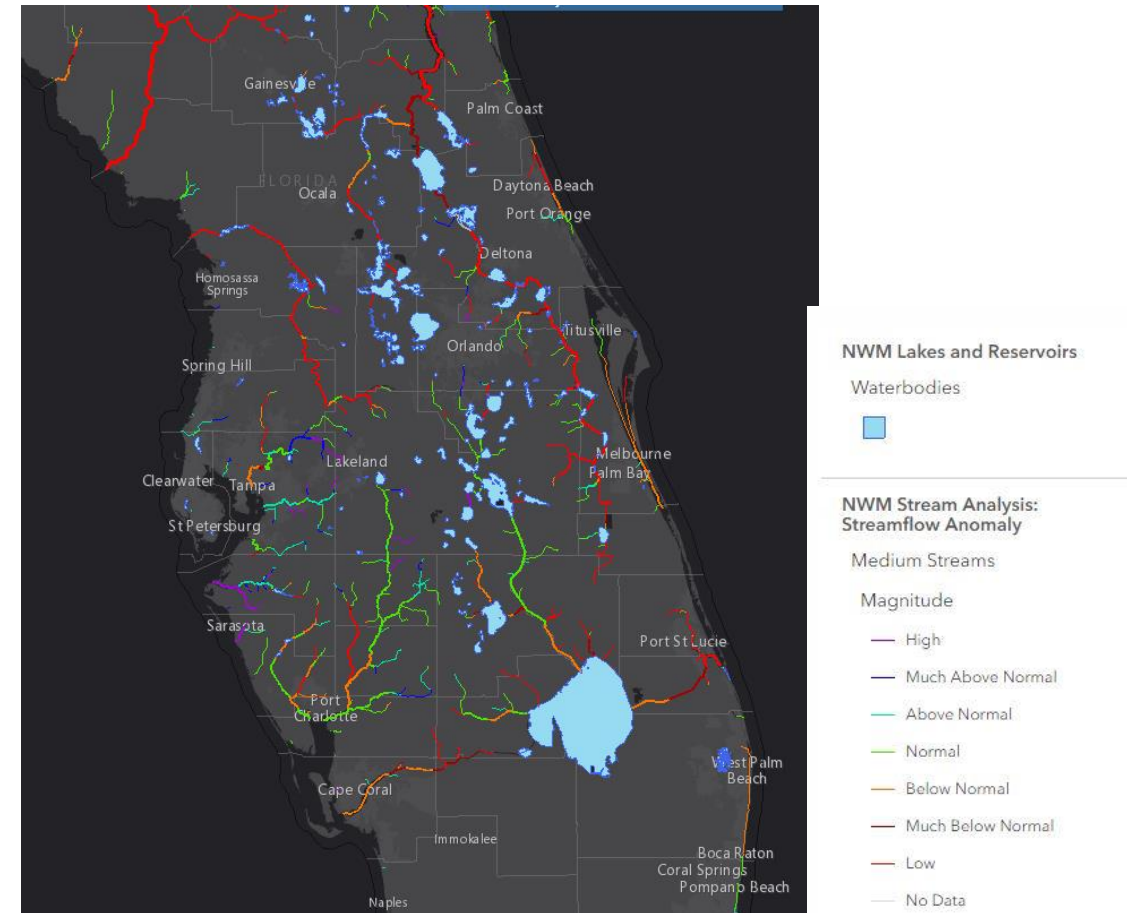 Gainesville
Palm Coast
FLORIDA
Ocala
Daytona Beach
Port Orange
Deltona
Homosassa
Springs
Titusville
Orlando
Spring Hill
Melbourne
Palm Bay
Lakeland
Clearwater
Tampa
St Petersburg
Sarasota
Port St Lucie
Port
Charlotte
West Palm
Beach
Cape Coral
Immokalee
Boca Raton
Coral Springs
Pompano Beach
Naples
NWM Lakes and Reservoirs
Waterbodies
NWM Stream Analysis:
Streamflow Anomaly
Medium Streams
Magnitude
High
Much Above Normal
Above Normal
Normal
Below Normal
Much Below Normal
Low
No Data